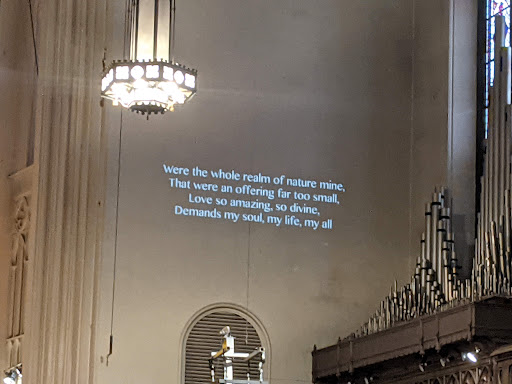 Were the whole realm of nature mine,
That were an offering far too small,
Love so amazing, so divine,
Demands my soul, my life, my all